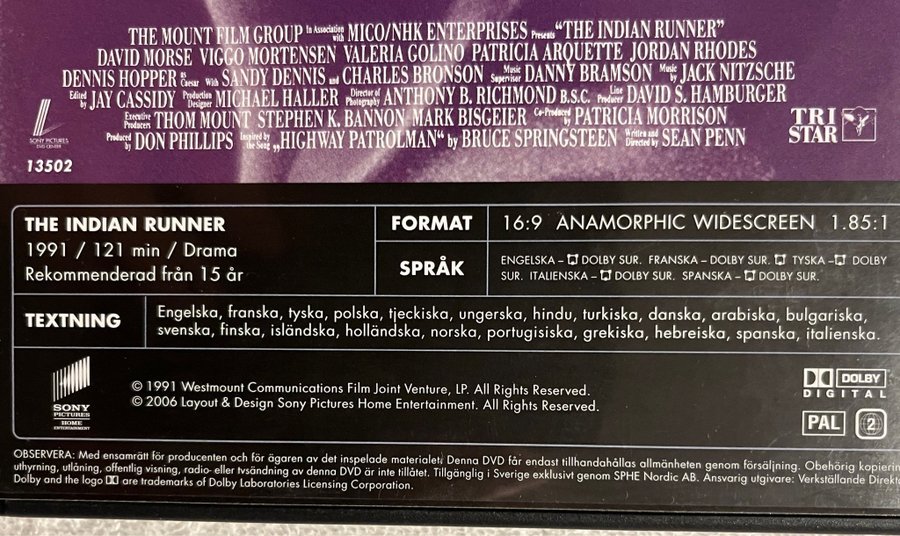 THE MOUNT FILM GROUP In Association with MICO/NHK ENTERPRISES Presents "THE INDIAN RUNNER"
DAVID MORSE VIGGO MORTENSEN VALERIA GOLINO PATRICIA ARQUETTE JORDAN RHODES
DENNIS HOPPER as Caesar With SANDY DENNIS and CHARLES BRONSON Music Supervisor DANNY BRAMSON Music by JACK NITZSCHE
Edited by JAY CASSIDY Production Designer MICHAEL HALLER Director of Photography ANTHONY B. RICHMOND B.S.C. Line Producer DAVID S. HAMBURGER
Executive Producers THOM MOUNT STEPHEN K. BANNON MARK BISGEIER Co-Produced by PATRICIA MORRISON
Produced by DON PHILLIPS Inspired by the Song „HIGHWAY PATROLMAN" by BRUCE SPRINGSTEEN Written and Directed by SEAN PENN
SONY PICTURES
DVD CENTER
13502
TRI
STAR
THE INDIAN RUNNER
1991 / 121 min / Drama
Rekommenderad från 15 år
FORMAT
16:9 ANAMORPHIC WIDESCREEN 1.85:1
SPRÅK
ENGELSKA – DOLBY SUR. FRANSKA – DOLBY SUR. TYSKA – DOLBY
SUR. ITALIENSKA – DOLBY SUR. SPANSKA – DOLBY SUR.
TEXTNING
Engelska, franska, tyska, polska, tjeckiska, ungerska, hindu, turkiska, danska, arabiska, bulgariska,
svenska, finska, isländska, holländska, norska, portugisiska, grekiska, hebreiska, spanska, italienska.
SONY
PICTURES
HOME
ENTERTAINMENT
© 1991 Westmount Communications Film Joint Venture, LP. All Rights Reserved.
© 2006 Layout & Design Sony Pictures Home Entertainment. All Rights Reserved.
DOLBY
DIGITAL
PAL
2
OBSERVERA: Med ensamrätt för producenten och för ägaren av det inspelade materialet. Denna DVD får endast tillhandahållas allmänheten genom försäljning. Obehörig kopierin
uthyrning, utlåning, offentlig visning, radio- eller tvsändning av denna DVD är inte tillåtet. Tillgänglig i Sverige exklusivt genom SPHE Nordic AB. Ansvarig utgivare: Verkställande Direkt
Dolby and the logo are trademarks of Dolby Laboratories Licensing Corporation.